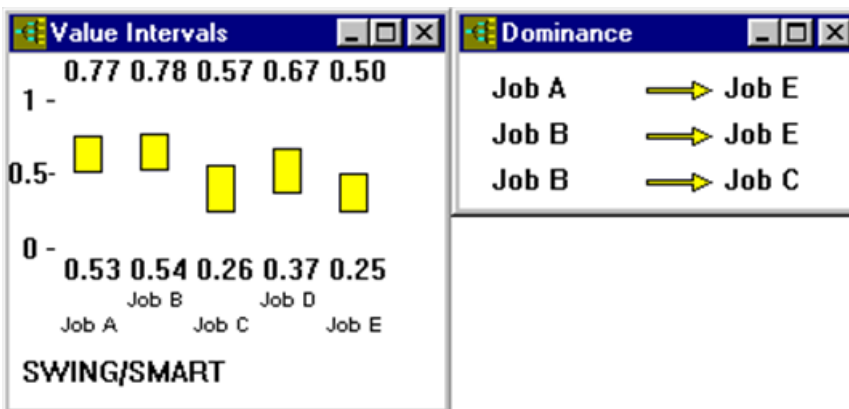 Value Intervals
0.77 0.78 0.57 0.67 0.50
1 -
0.5-
0 -
0.53 0.54 0.26 0.37 0.25
Job B Job D
Job A Job C Job E
SWING/SMART
Dominance
Job A Job E
Job B Job E
Job B Job C